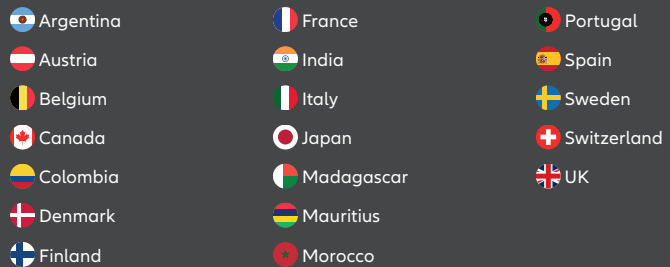 Argentina
Austria
Belgium
Canada
Colombia
Denmark
Finland
France
India
Italy
Japan
Madagascar
Mauritius
Morocco
Portugal
Spain
Sweden
Switzerland
UK